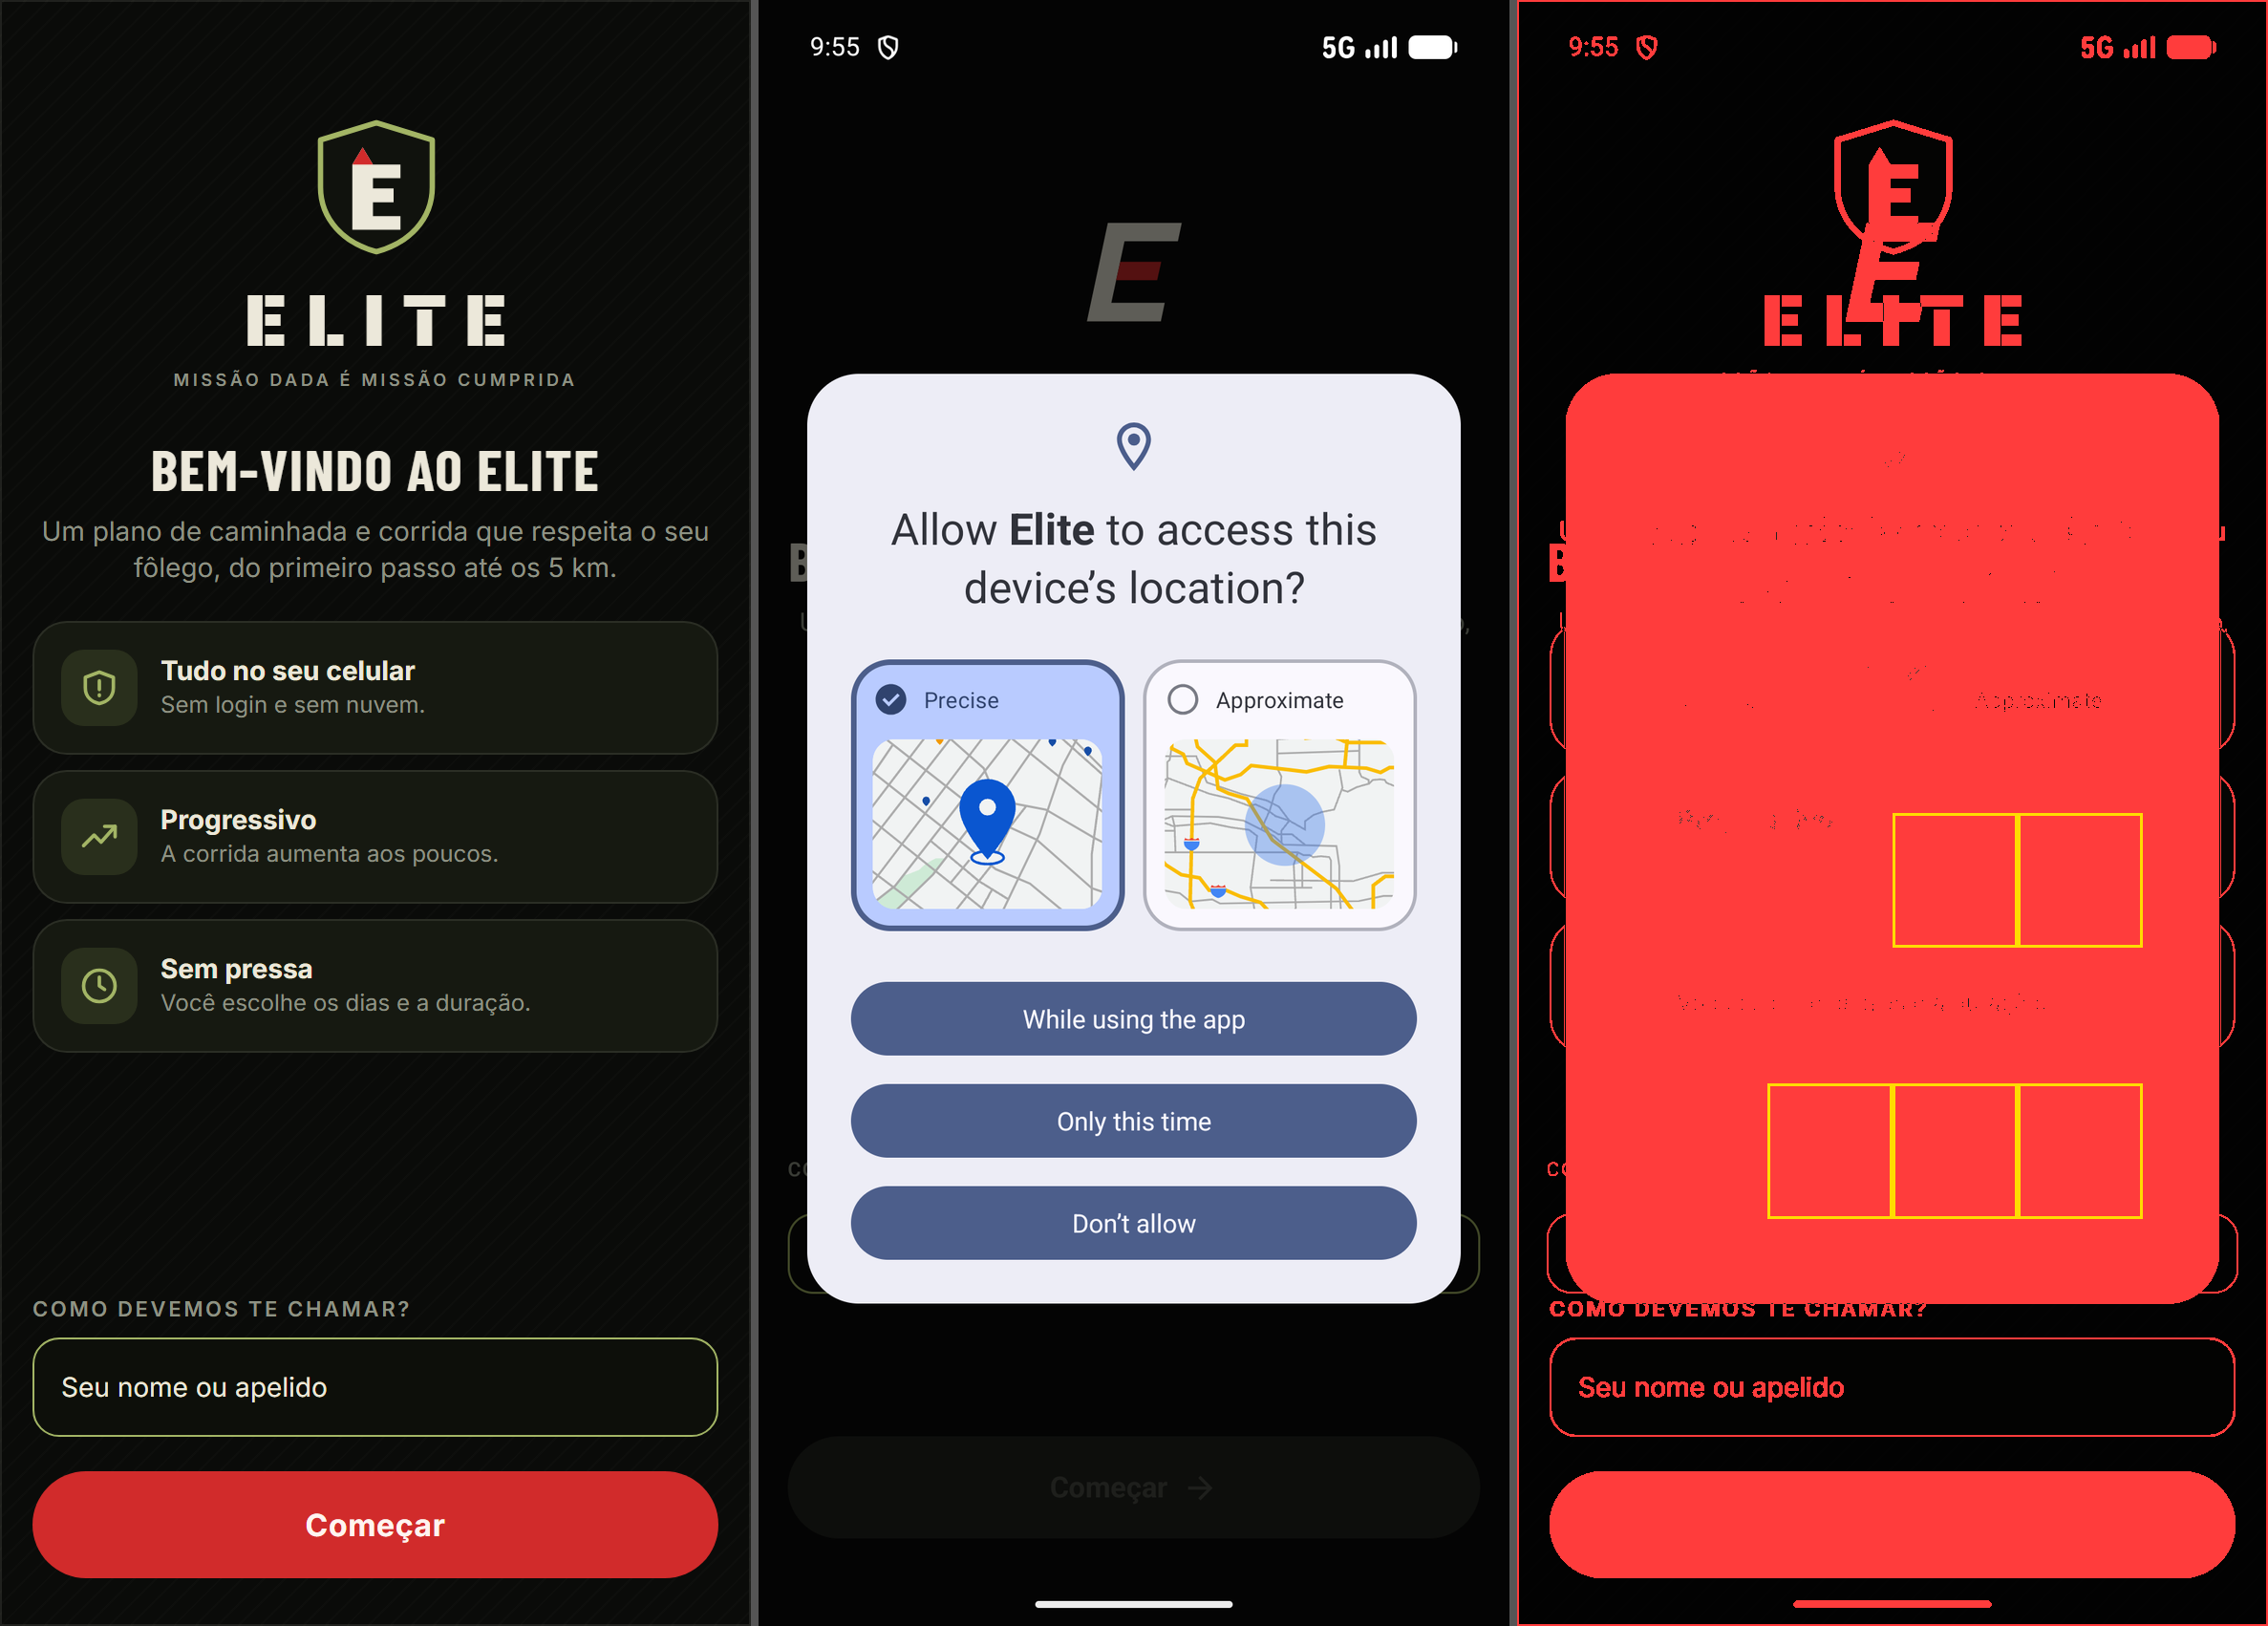 E
ELITE
MISSÃO DADA É MISSÃO CUMPRIDA
BEM-VINDO AO ELITE
Um plano de caminhada e corrida que respeita o seu
fôlego, do primeiro passo até os 5 km.
Tudo no seu celular
Sem login e sem nuvem.
Progressivo
A corrida aumenta aos poucos.
Sem pressa
Você escolhe os dias e a duração.
COMO DEVEMOS TE CHAMAR?
Seu nome ou apelido
Começar
9:55
5G
E
Allow Elite to access this
device’s location?
Precise
Approximate
While using the app
Only this time
Don’t allow
Começar
9:55
5G
E
E
ELITE
Approximate
COMO DEVEMOS TE CHAMAR?
Seu nome ou apelido